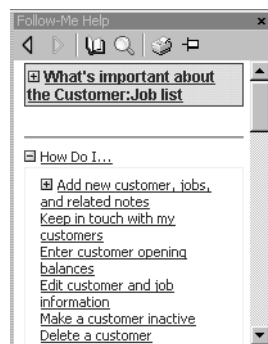 Follow-Me Help
What's important about
the Customer:Job list
How Do I...
Add new customer, jobs,
and related notes
Keep in touch with my
customers
Enter customer opening
balances
Edit customer and job
information
Make a customer inactive
Delete a customer